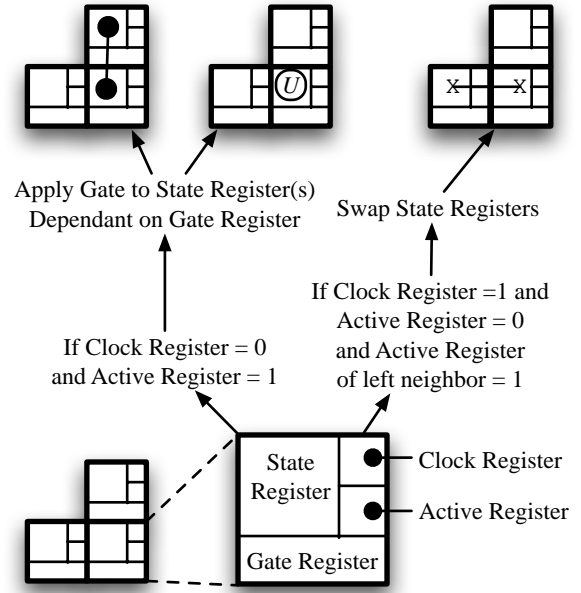 U
X X
Apply Gate to State Register(s)
Dependant on Gate Register
Swap State Registers
If Clock Register = 0
and Active Register = 1
If Clock Register =1 and
Active Register = 0
and Active Register
of left neighbor = 1
State
Register
Clock Register
Active Register
Gate Register